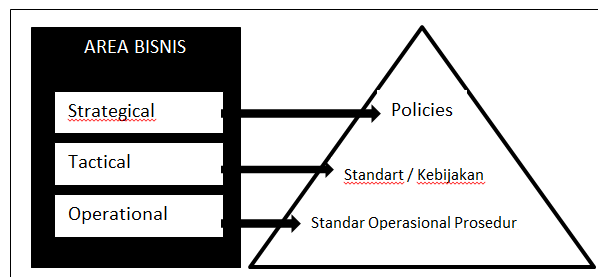 AREA BISNIS
Strategical
Policies
Tactical
Standart / Kebijakan
Operational
Standar Operasional Prosedur